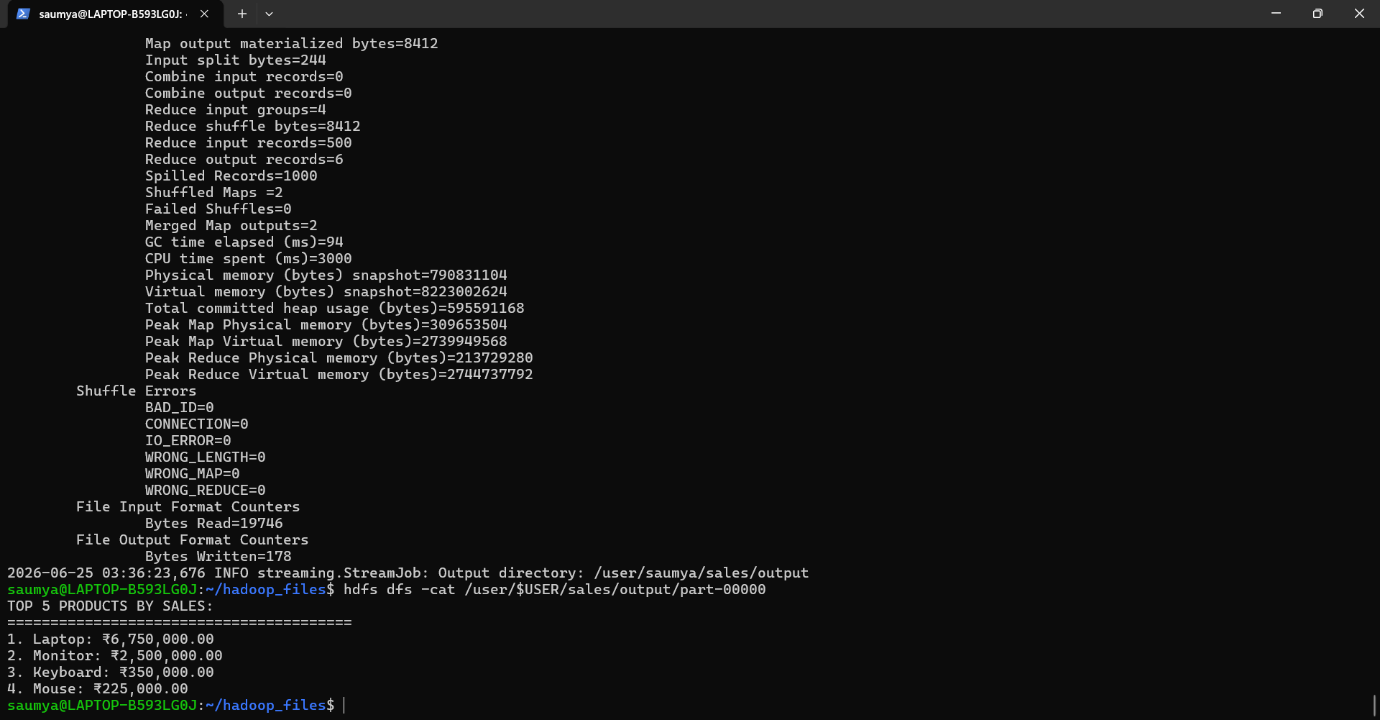 saumya@LAPTOP-B593LG0J: ·
Map output materialized bytes=8412
Input split bytes=244
Combine input records=0
Combine output records=0
Reduce input groups=4
Reduce shuffle bytes=8412
Reduce input records=500
Reduce output records=6
Spilled Records=1000
Shuffled Maps =2
Failed Shuffles=0
Merged Map outputs=2
GC time elapsed (ms)=94
CPU time spent (ms)=3000
Physical memory (bytes) snapshot=790831104
Virtual memory (bytes) snapshot=8223002624
Total committed heap usage (bytes)=595591168
Peak Map Physical memory (bytes)=309653504
Peak Map Virtual memory (bytes)=2739949568
Peak Reduce Physical memory (bytes)=213729280
Peak Reduce Virtual memory (bytes)=2744737792
Shuffle Errors
BAD_ID=0
CONNECTION=0
IO_ERROR=0
WRONG_LENGTH=0
WRONG_MAP=0
WRONG_REDUCE=0
File Input Format Counters
Bytes Read=19746
File Output Format Counters
Bytes Written=178
2026-06-25 03:36:23,676 INFO streaming.StreamJob: Output directory: /user/saumya/sales/output
saumya@LAPTOP-B593LG0J:~/hadoop_files$ hdfs dfs -cat /user/$USER/sales/output/part-00000
TOP 5 PRODUCTS BY SALES:
========================================
1. Laptop: ₹6,750,000.00
2. Monitor: ₹2,500,000.00
3. Keyboard: ₹350,000.00
4. Mouse: ₹225,000.00
saumya@LAPTOP-B593LG0J:~/hadoop_files$